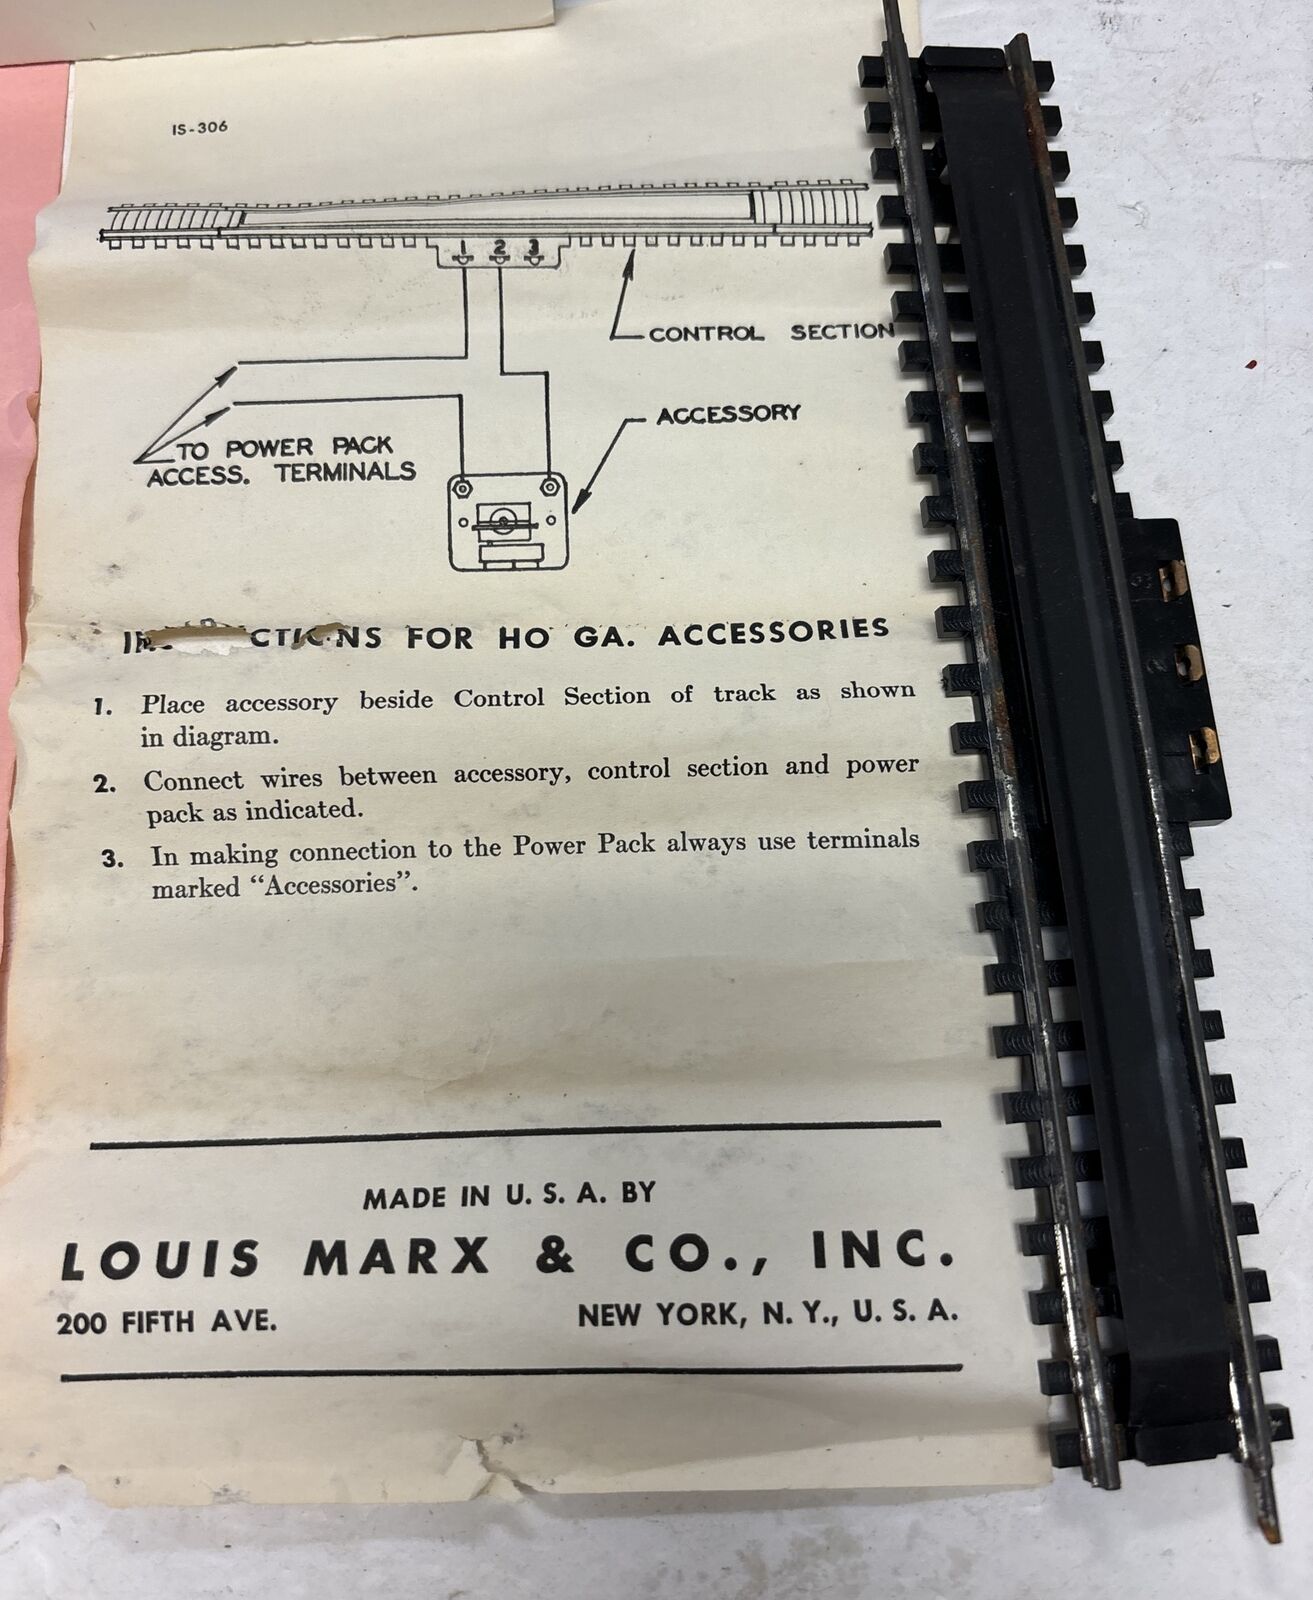 IS-306
1 2 3
CONTROL SECTION
ACCESSORY
TO POWER PACK
ACCESS. TERMINALS
FOR HO GA. ACCESSORIES
1. Place accessory beside Control Section of track as shown
in diagram.
2. Connect wires between accessory, control section and power
pack as indicated.
3. In making connection to the Power Pack always use terminals
marked “Accessories”.
MADE IN U. S. A. BY
LOUIS MARX & CO., INC.
200 FIFTH AVE. NEW YORK, N. Y., U. S. A.